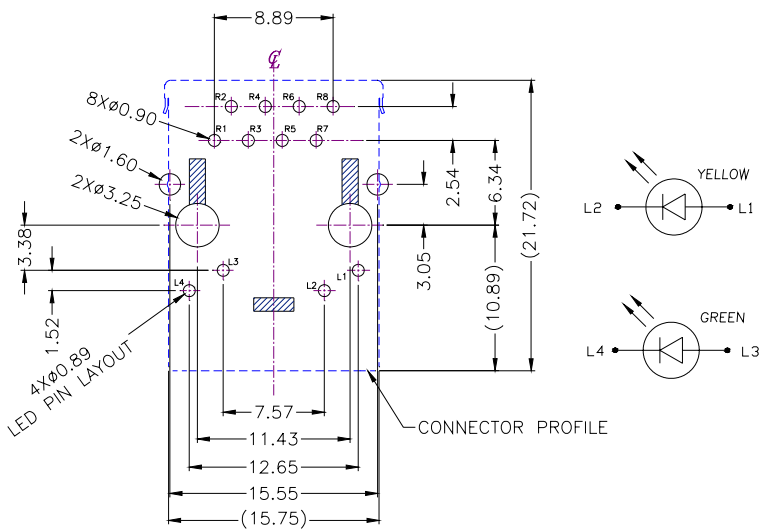 8.89
℄
R2 R4 R6 R8
8Xø0.90
R1 R3 R5 R7
2Xø1.60
2Xø3.25
2.54
6.34
(21.72)
3.38
3.05
(10.89)
1.52
L3
L1
L4
L2
4Xø0.89
LED PIN LAYOUT
7.57
11.43
12.65
15.55
(15.75)
CONNECTOR PROFILE
YELLOW
L2 L1
GREEN
L4 L3